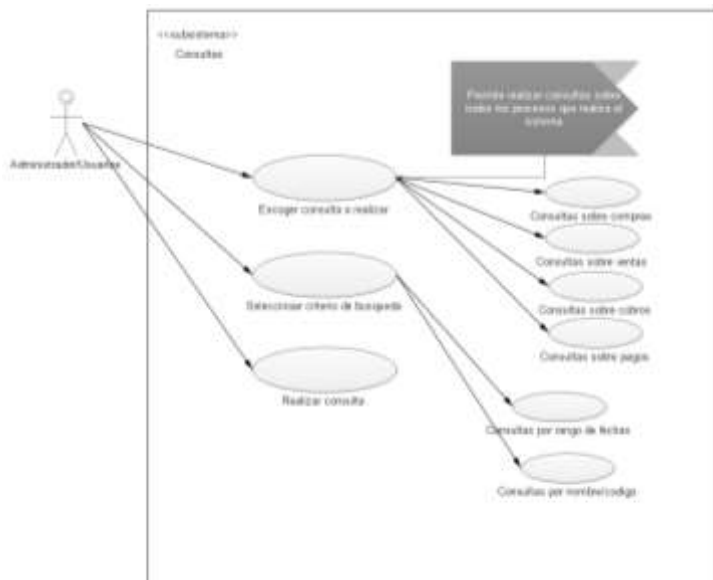 <<subsistema>>
Consultas
Permite realizar consultas sobre
todos los procesos que realiza el
sistema
Administrador/Usuarios
Escoger consulta a realizar
Consultas sobre compras
Consultas sobre ventas
Seleccionar criterio de busqueda
Consultas sobre cobros
Consultas sobre pagos
Realizar consulta
Consultas por rango de fechas
Consultas por nombre/codigo